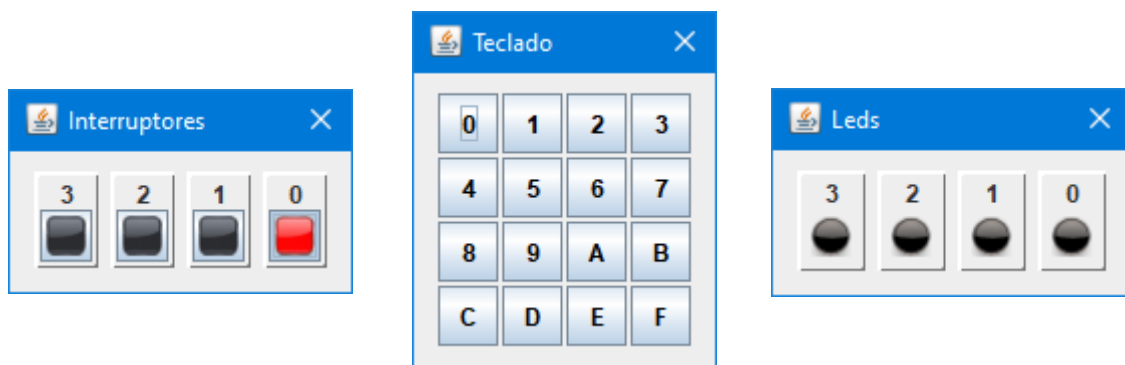 Interruptores
3 2 1 0
Teclado
0 1 2 3
4 5 6 7
8 9 A B
C D E F
Leds
3 2 1 0